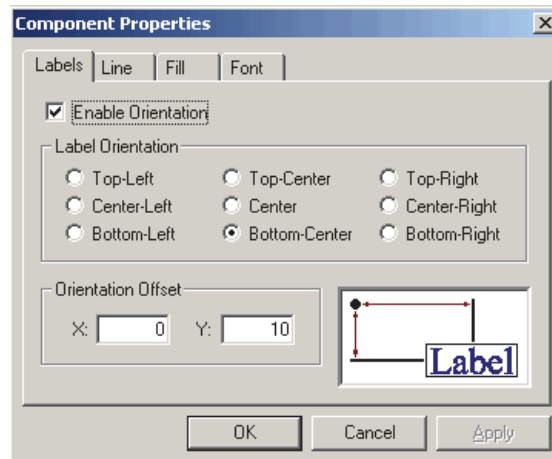 Component Properties
Labels Line Fill Font
Enable Orientation
Label Orientation
Top-Left Top-Center Top-Right
Center-Left Center Center-Right
Bottom-Left Bottom-Center Bottom-Right
Orientation Offset
X: 0 Y: 10
Label
OK Cancel Apply